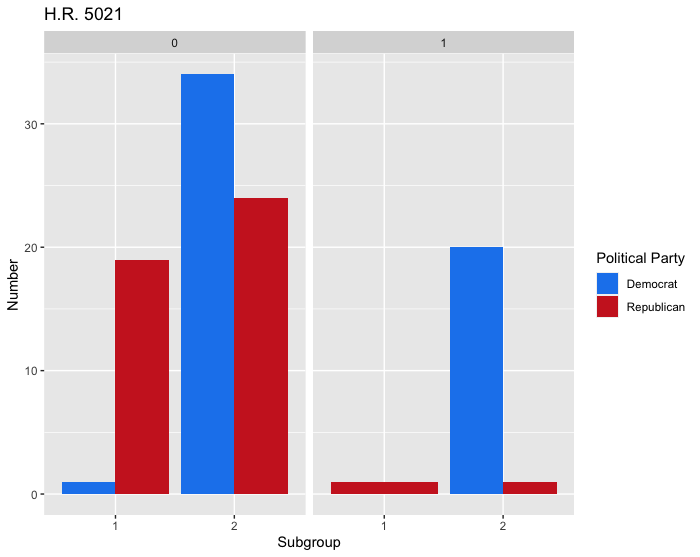 H.R. 5021
0 1
30
20
10
0
Number
1 2 1 2
Subgroup
Political Party
Democrat
Republican